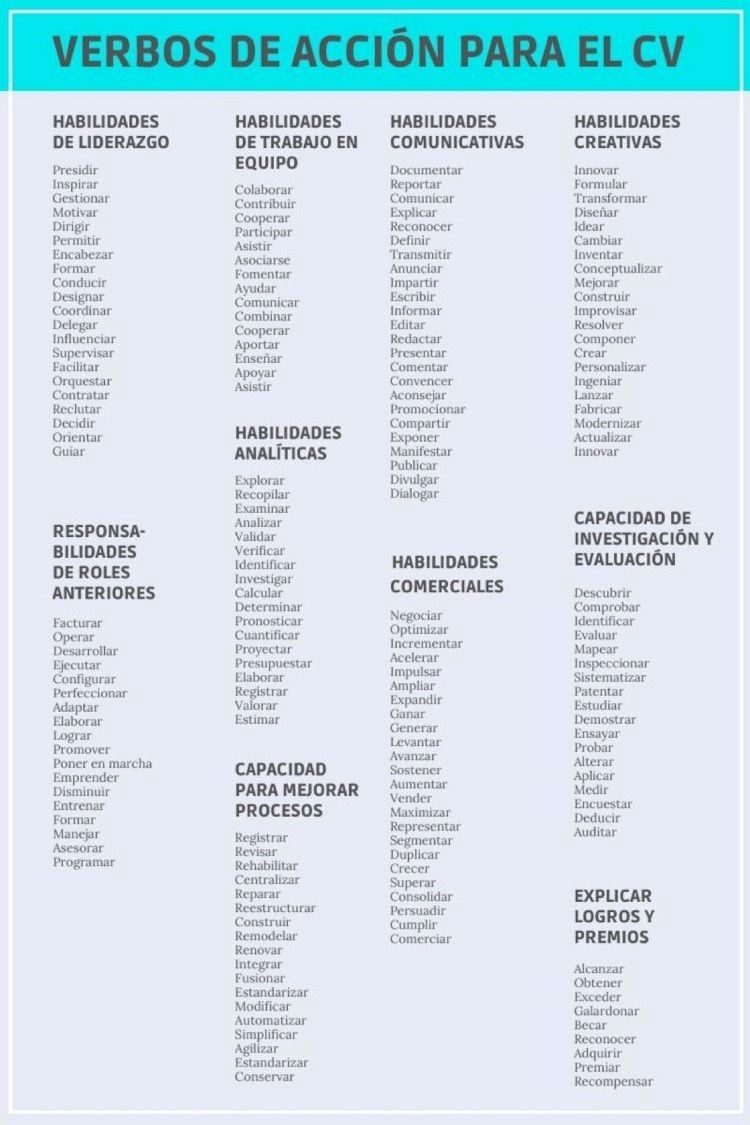 VERBOS DE ACCIÓN PARA EL CV
HABILIDADES
DE LIDERAZGO
Presidir
Inspirar
Gestionar
Motivar
Dirigir
Permitir
Encabezar
Formar
Conducir
Designar
Coordinar
Delegar
Influenciar
Supervisar
Facilitar
Orquestar
Contratar
Reclutar
Decidir
Orientar
Guiar
RESPONSA-
BILIDADES
DE ROLES
ANTERIORES
Facturar
Operar
Desarrollar
Ejecutar
Configurar
Perfeccionar
Adaptar
Elaborar
Lograr
Promover
Poner en marcha
Emprender
Disminuir
Entrenar
Formar
Manejar
Asesorar
Programar
HABILIDADES
DE TRABAJO EN
EQUIPO
Colaborar
Contribuir
Cooperar
Participar
Asistir
Asociarse
Fomentar
Ayudar
Comunicar
Combinar
Cooperar
Aportar
Enseñar
Apoyar
Asistir
HABILIDADES
ANALÍTICAS
Explorar
Recopilar
Examinar
Analizar
Validar
Verificar
Identificar
Investigar
Calcular
Determinar
Pronosticar
Cuantificar
Proyectar
Presupuestar
Elaborar
Registrar
Valorar
Estimar
CAPACIDAD
PARA MEJORAR
PROCESOS
Registrar
Revisar
Rehabilitar
Centralizar
Reparar
Reestructurar
Construir
Remodelar
Renovar
Integrar
Fusionar
Estandarizar
Modificar
Automatizar
Simplificar
Agilizar
Estandarizar
Conservar
HABILIDADES
COMUNICATIVAS
Documentar
Reportar
Comunicar
Explicar
Reconocer
Definir
Transmitir
Anunciar
Impartir
Escribir
Informar
Editar
Redactar
Presentar
Comentar
Convencer
Aconsejar
Promocionar
Compartir
Exponer
Manifestar
Publicar
Divulgar
Dialogar
HABILIDADES
COMERCIALES
Negociar
Optimizar
Incrementar
Acelerar
Impulsar
Ampliar
Expandir
Ganar
Generar
Levantar
Avanzar
Sostener
Aumentar
Vender
Maximizar
Representar
Segmentar
Duplicar
Crecer
Superar
Consolidar
Persuadir
Cumplir
Comerciar
HABILIDADES
CREATIVAS
Innovar
Formular
Transformar
Diseñar
Idear
Cambiar
Inventar
Conceptualizar
Mejorar
Construir
Improvisar
Resolver
Componer
Crear
Personalizar
Ingeniar
Lanzar
Fabricar
Modernizar
Actualizar
Innovar
CAPACIDAD DE
INVESTIGACIÓN Y
EVALUACIÓN
Descubrir
Comprobar
Identificar
Evaluar
Mapear
Inspeccionar
Sistematizar
Patentar
Estudiar
Demostrar
Ensayar
Probar
Alterar
Aplicar
Medir
Encuestar
Deducir
Auditar
EXPLICAR
LOGROS Y
PREMIOS
Alcanzar
Obtener
Exceder
Galardonar
Becar
Reconocer
Adquirir
Premiar
Recompensar